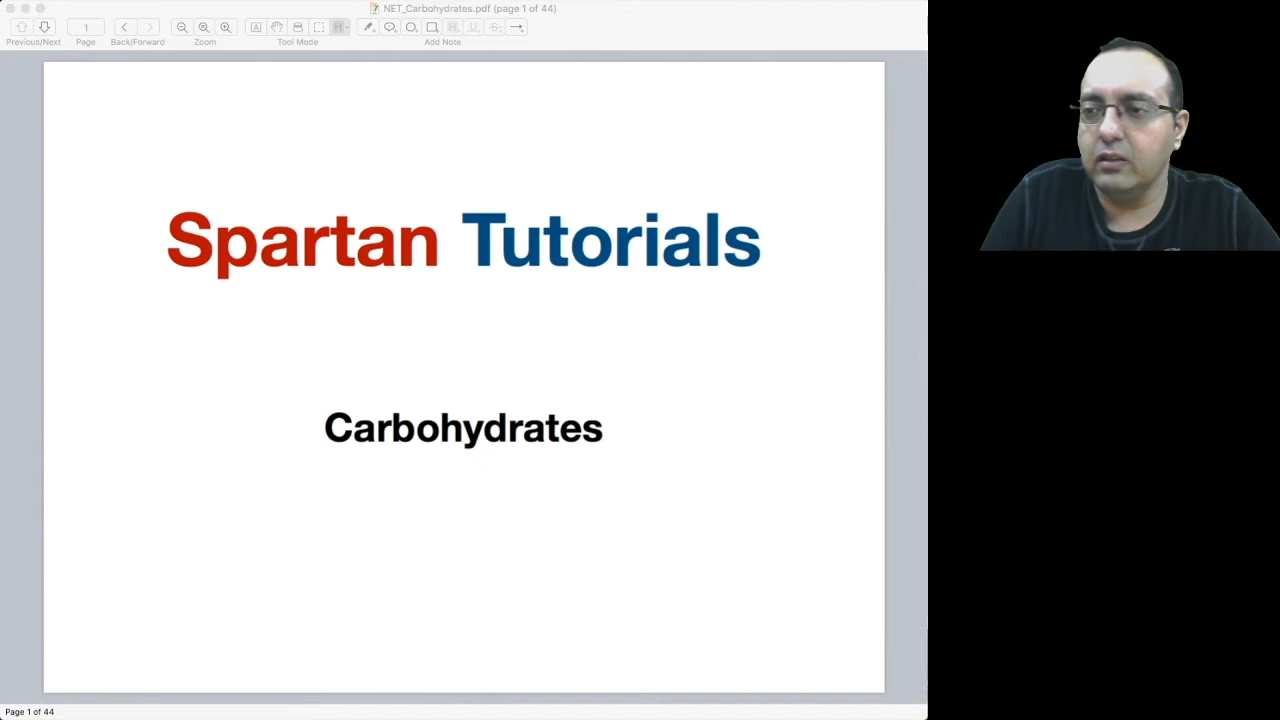 NET_Carbohydrates.pdf (page 1 of 44)
1
Previous/Next Page Back/Forward Zoom Tool Mode Add Note
Spartan Tutorials
Carbohydrates
Page 1 of 44